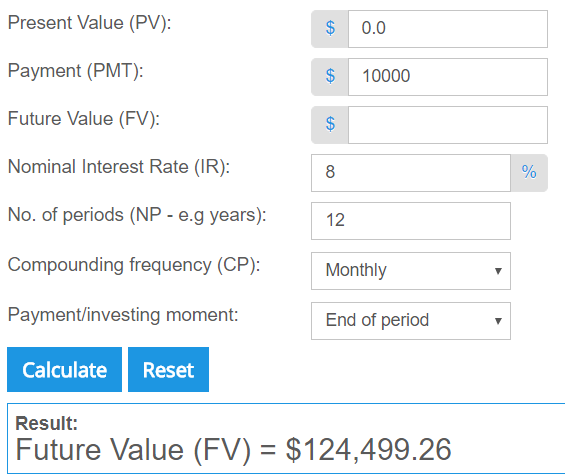 Present Value (PV): $ 0.0
Payment (PMT): $ 10000
Future Value (FV): $
Nominal Interest Rate (IR): 8 %
No. of periods (NP - e.g years): 12
Compounding frequency (CP): Monthly
Payment/investing moment: End of period
Calculate Reset
Result:
Future Value (FV) = $124,499.26